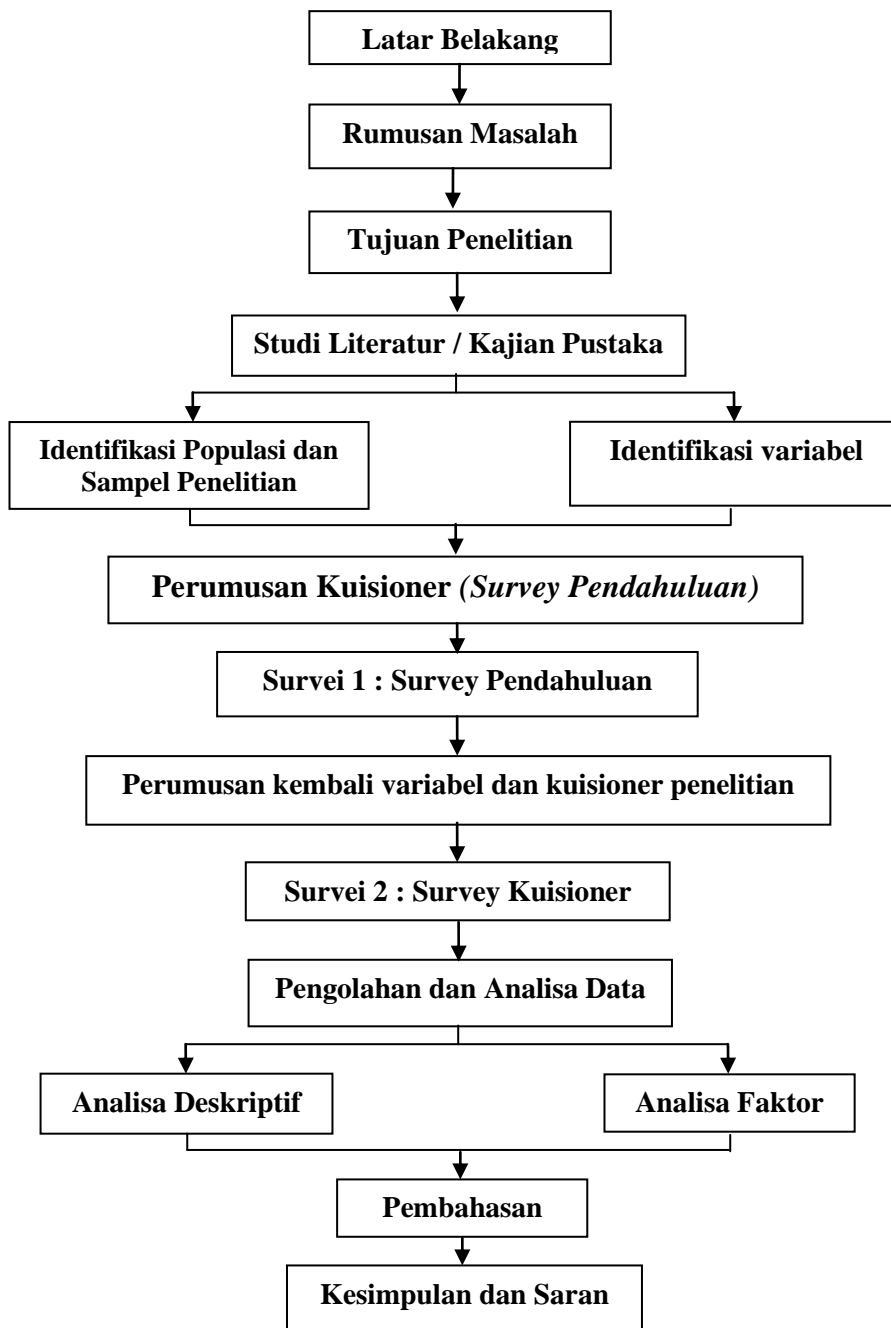 Latar Belakang
Rumusan Masalah
Tujuan Penelitian
Studi Literatur / Kajian Pustaka
Identifikasi Populasi dan
Sampel Penelitian
Identifikasi variabel
Perumusan Kuisioner (Survey Pendahuluan)
Survei 1 : Survey Pendahuluan
Perumusan kembali variabel dan kuisioner penelitian
Survei 2 : Survey Kuisioner
Pengolahan dan Analisa Data
Analisa Deskriptif
Analisa Faktor
Pembahasan
Kesimpulan dan Saran